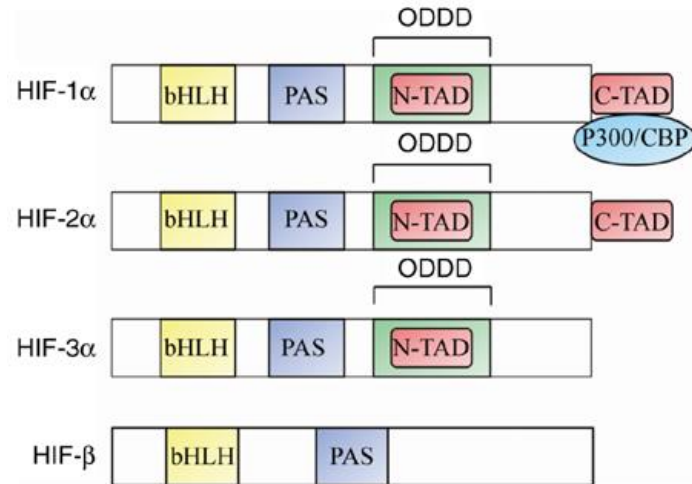 ODDD
HIF-1α bHLH PAS N-TAD C-TAD
P300/CBP
ODDD
HIF-2α bHLH PAS N-TAD C-TAD
ODDD
HIF-3α bHLH PAS N-TAD
HIF-β bHLH PAS